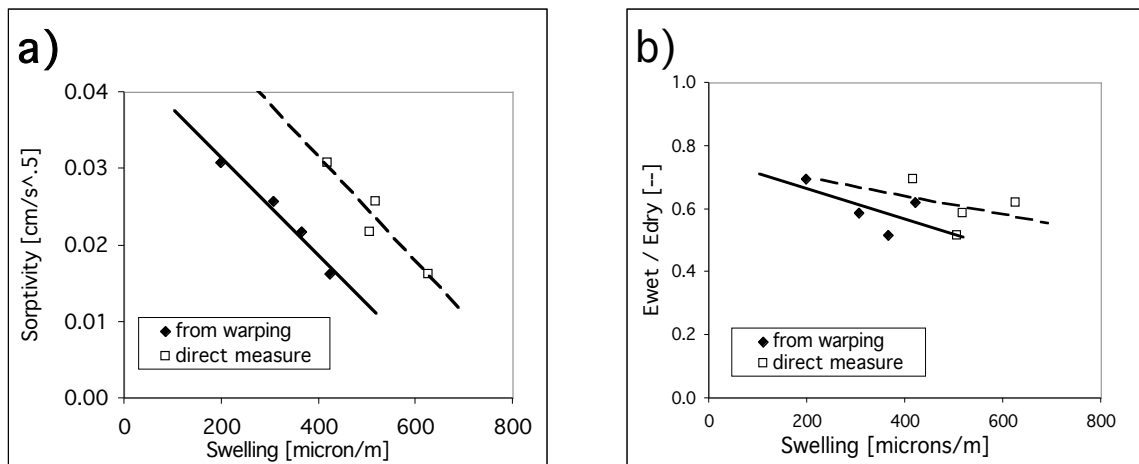 a)
Sorptivity [cm/s^.5]
0.04
0.03
0.02
0.01
0.00
from warping
direct measure
0 200 400 600 800
Swelling [micron/m]
b)
Ewet / Edry [--]
1.0
0.8
0.6
0.4
0.2
0.0
from warping
direct measure
0 200 400 600 800
Swelling [microns/m]